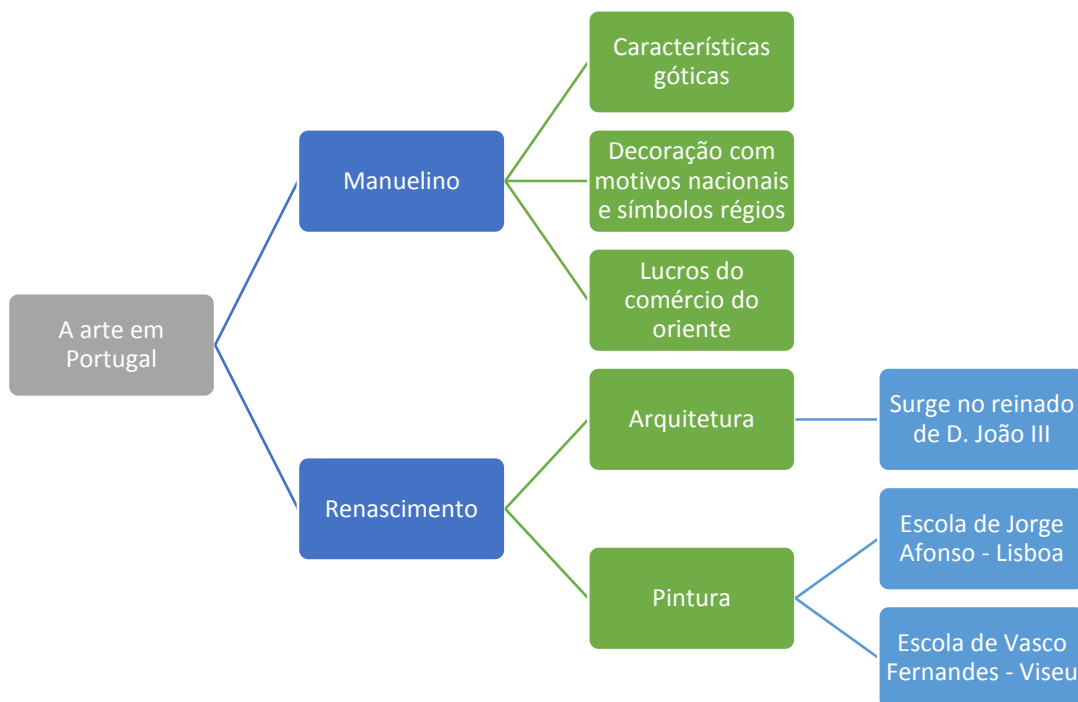 Características
góticas
Manuelino
Decoração com
motivos nacionais
e símbolos régios
Lucros do
comércio do
oriente
A arte em
Portugal
Arquitetura
Surge no reinado
de D. João III
Renascimento
Escola de Jorge
Afonso - Lisboa
Pintura
Escola de Vasco
Fernandes - Viseu